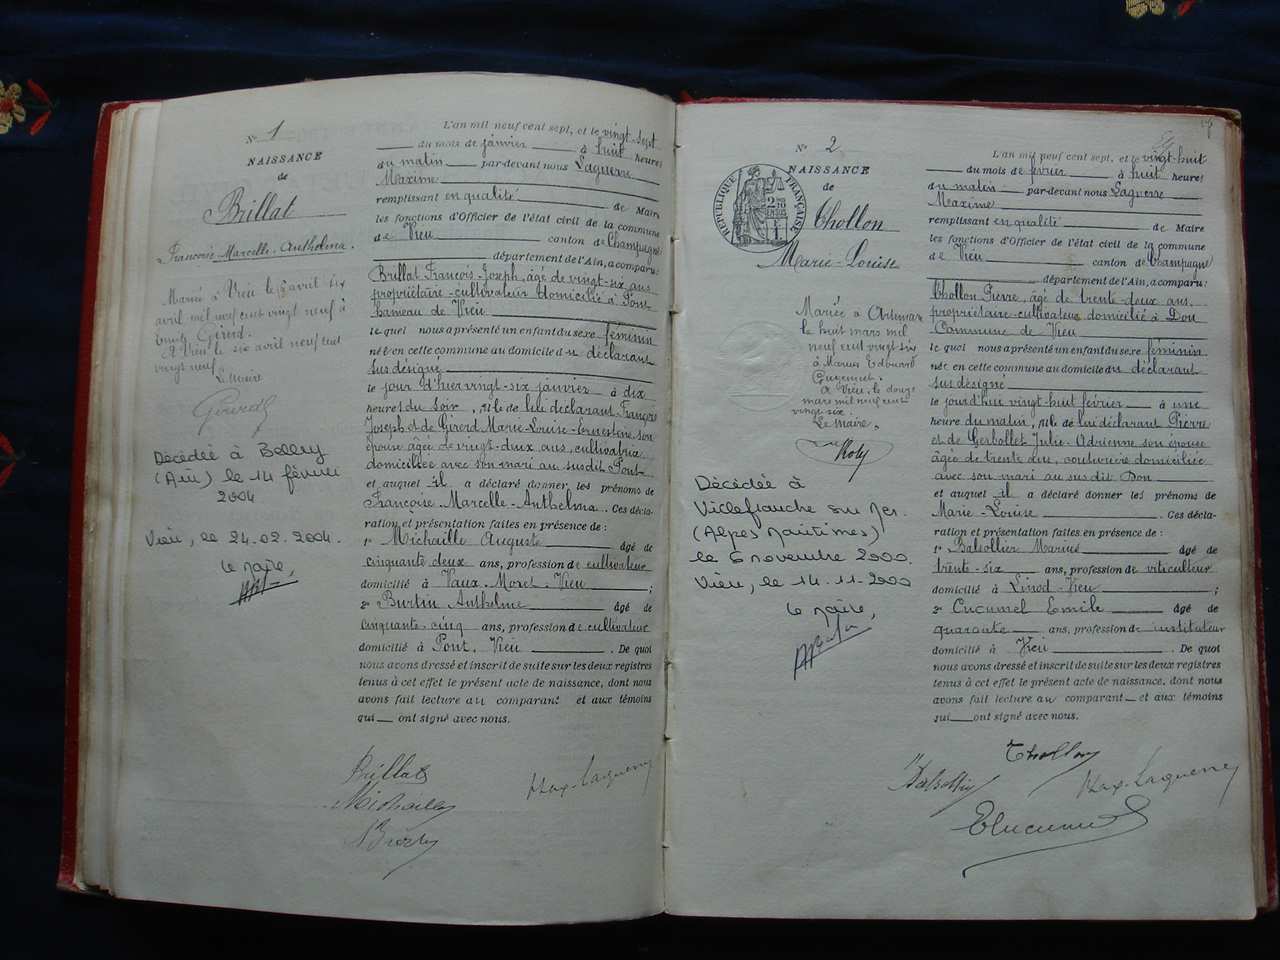 N° 1
NAISSANCE
de
Brillat
Françoise Marcelle Anthelma.
Mariée à Vieu le avril six
avril mil neuf cent vingt neuf à
Girerd.
à Vieu le six avril neuf cent
vingt neuf
Le Maire
Girerd
Décédée à Belley
(Ain) le 14 février
2004
Vieu, le 24.02.2004.
Le Maire,
L'an mil neuf cent sept, et le vingt-sept
du mois de janvier à huit heures
du matin par-devant nous Laguerre
Maxime
remplissant en qualité de Maire
les fonctions d'Officier de l'état civil de la commune
de Vieu canton de Champagne
département de l'Ain, a comparu:
Brillat François-Joseph, âgé de vingt-six ans
propriétaire-cultivateur domicilié à Pont
hameau de Vieu
lequel nous a présenté un enfant du sexe féminin
né en cette commune au domicile du déclarant
sus désigné
le jour d'hier vingt-six janvier à dix
heures du soir, fille de lui déclarant François
Joseph et de Girerd Marie-Louise-Ernestine son
épouse âgée de vingt-deux ans, cultivatrice
domiciliée avec son mari au susdit Pont
et auquel il a déclaré donner les prénoms de
Françoise Marcelle-Anthelma. Ces décla-
ration et présentation faites en présence de:
1° Michaille Auguste âgé de
cinquante deux ans, profession de cultivateur
domicilié à Vaux-Moret-Vieu;
2° Burtin Anthelme âgé de
cinquante-cinq ans, profession de cultivateur
domicilié à Pont, Vieu. De quoi
nous avons dressé et inscrit de suite sur les deux registres
tenus à cet effet le présent acte de naissance, dont nous
avons fait lecture au comparant et aux témoins
qui ont signé avec nous.
Brillat
Max-Laguerre
Michaille
N° 2
NAISSANCE
de
RÉPUBLIQUE FRANÇAISE
Chollon
Marie-Louise
Mariée à Artemare
le huit mars mil
neuf cent vingt six
à Marius Edouard
à Vieu, le douze
mars mil neuf cent
vingt-six.
Le Maire,
Décédée à
Villefranche sur Mer
(Alpes Maritimes)
le 6 novembre 2000.
Vieu, le 14-11-2000
Le Maire,
L'an mil neuf cent sept, et le vingt-huit
du mois de février à huit heures
du matin par-devant nous Laguerre
Maxime
remplissant en qualité de Maire
les fonctions d'Officier de l'état civil de la commune
de Vieu canton de Champagne
département de l'Ain, a comparu:
Chollon Pierre, âgé de trente-deux ans,
propriétaire-cultivateur domicilié à Don
Commune de Vieu
lequel nous a présenté un enfant du sexe féminin
né en cette commune au domicile du déclarant
sus désigné
le jourd'hui vingt-huit février à une
heure du matin, fille de lui déclarant Pierre
et de Gerbollet Julie-Adrienne son épouse
âgée de trente ans, couturière domiciliée
avec son mari au susdit Don
et auquel il a déclaré donner les prénoms de
Marie-Louise. Ces décla-
ration et présentation faites en présence de:
1° Balsollier Marius âgé de
trente-six ans, profession de viticulteur
domicilié à Linod-Vieu;
2° Cucumel Emile âgé de
quarante ans, profession de instituteur
domicilié à Vieu. De quoi
nous avons dressé et inscrit de suite sur les deux registres
tenus à cet effet le présent acte de naissance, dont nous
avons fait lecture au comparant et aux témoins
qui ont signé avec nous.
Chollon
Max-Laguerre
ECucumel